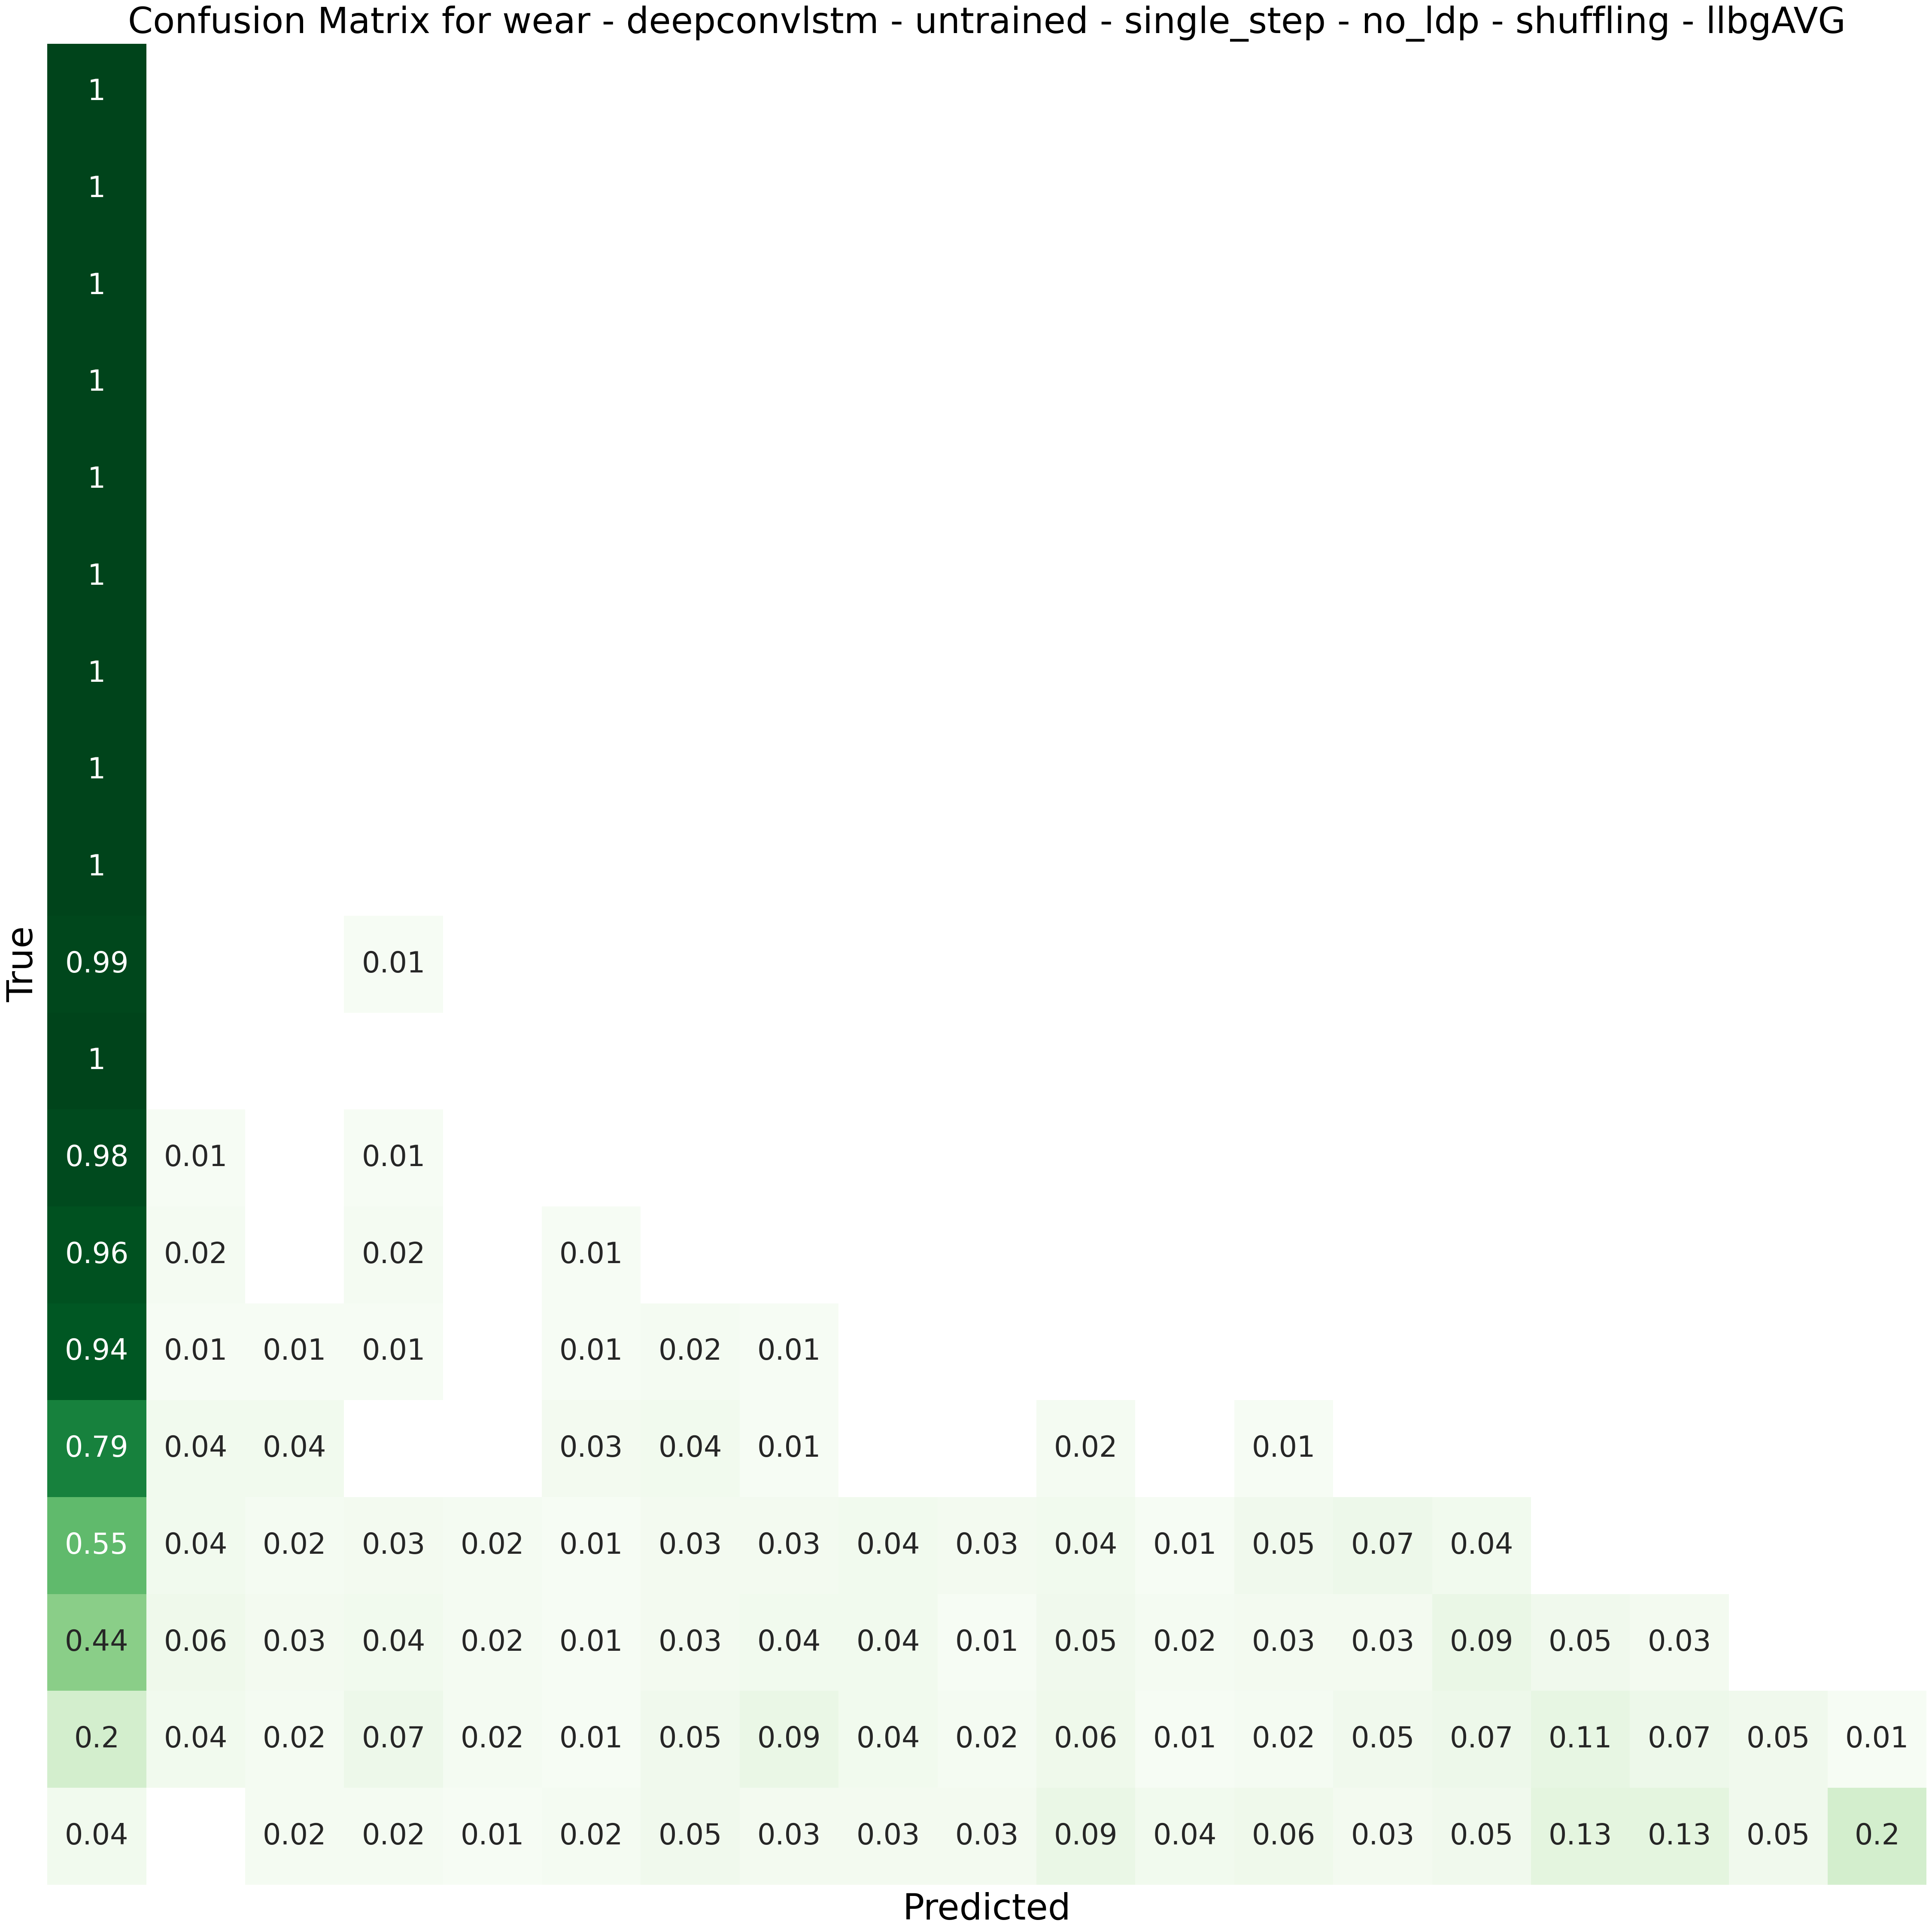 Confusion Matrix for wear - deepconvlstm - untrained - single_step - no_ldp - shuffling - llbgAVG
1
1
1
1
1
1
1
1
1
0.99 0.01
1
0.98 0.01 0.01
0.96 0.02 0.02 0.01
0.94 0.01 0.01 0.01 0.01 0.02 0.01
0.79 0.04 0.04 0.03 0.04 0.01 0.02 0.01
0.55 0.04 0.02 0.03 0.02 0.01 0.03 0.03 0.04 0.03 0.04 0.01 0.05 0.07 0.04
0.44 0.06 0.03 0.04 0.02 0.01 0.03 0.04 0.04 0.01 0.05 0.02 0.03 0.03 0.09 0.05 0.03
0.2 0.04 0.02 0.07 0.02 0.01 0.05 0.09 0.04 0.02 0.06 0.01 0.02 0.05 0.07 0.11 0.07 0.05 0.01
0.04 0.02 0.02 0.01 0.02 0.05 0.03 0.03 0.03 0.09 0.04 0.06 0.03 0.05 0.13 0.13 0.05 0.2
True
Predicted